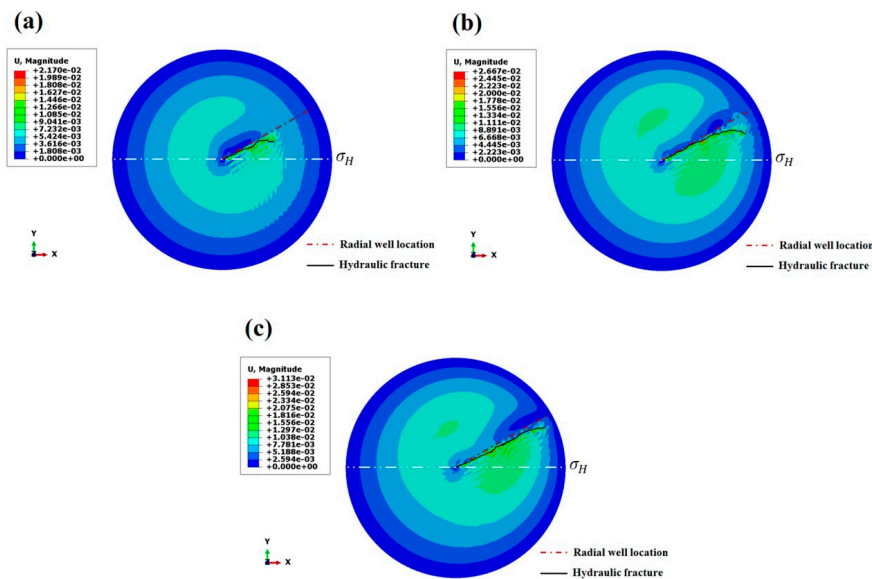 (a)
U, Magnitude
+2.170e-02
+1.989e-02
+1.808e-02
+1.627e-02
+1.446e-02
+1.266e-02
+1.085e-02
+9.041e-03
+7.232e-03
+5.424e-03
+3.616e-03
+1.808e-03
+0.000e+00
σH
Y
Z X
Radial well location
Hydraulic fracture
(b)
U, Magnitude
+2.667e-02
+2.445e-02
+2.223e-02
+2.000e-02
+1.778e-02
+1.556e-02
+1.334e-02
+1.111e-02
+8.891e-03
+6.668e-03
+4.445e-03
+2.223e-03
+0.000e+00
σH
Y
Z X
Radial well location
Hydraulic fracture
(c)
U, Magnitude
+3.113e-02
+2.853e-02
+2.594e-02
+2.334e-02
+2.075e-02
+1.816e-02
+1.556e-02
+1.297e-02
+1.038e-02
+7.781e-03
+5.188e-03
+2.594e-03
+0.000e+00
σH
Y
Z X
Radial well location
Hydraulic fracture